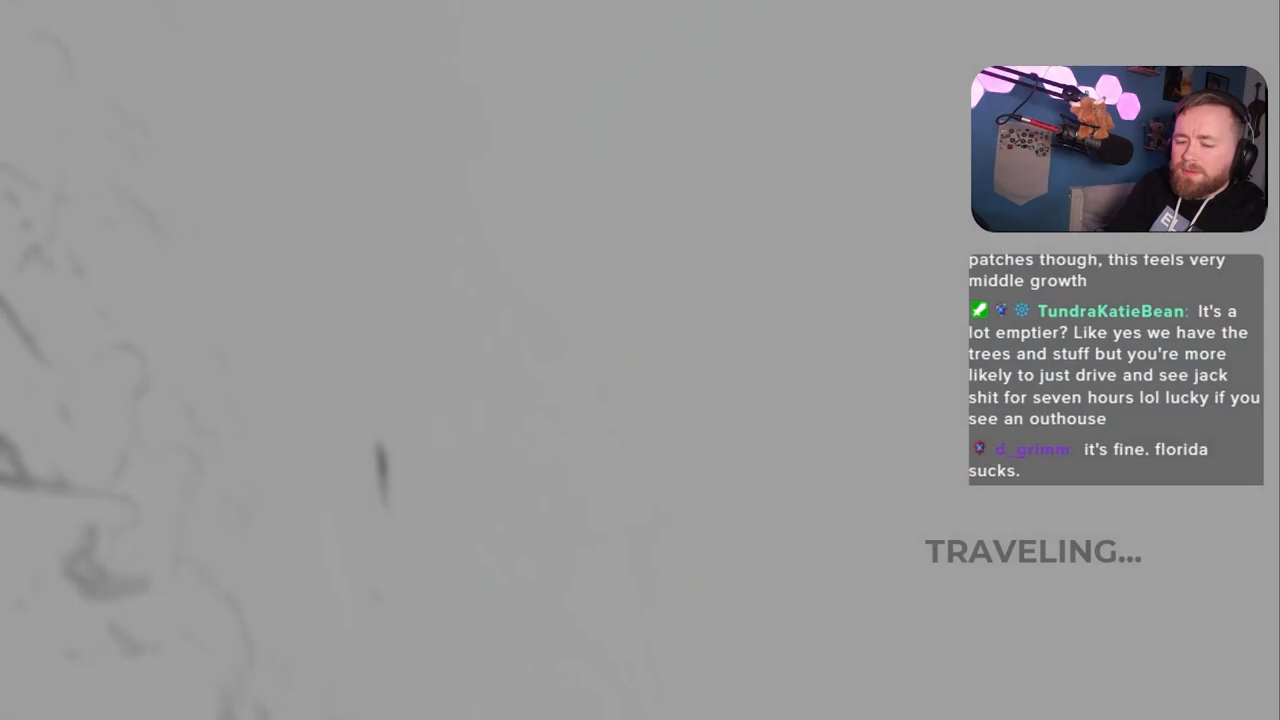 patches though, this feels very
middle growth
TundraKatieBean: It's a
lot emptier? Like yes we have the
trees and stuff but you're more
likely to just drive and see jack
shit for seven hours lol lucky if you
see an outhouse
d_grimm: it's fine. florida
sucks.
TRAVELING...